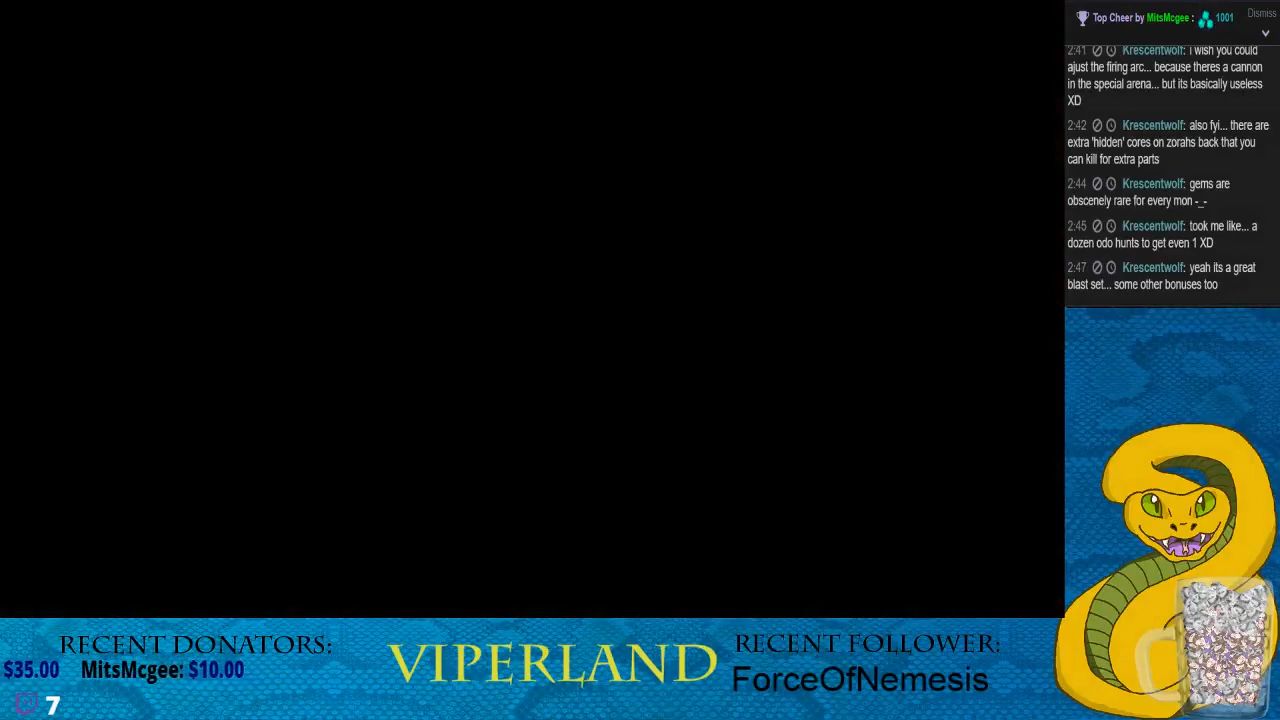 Top Cheer by MitsMcgee : 1001
Dismiss
2:41 Krescentwolf: i wish you could
ajust the firing arc... because theres a cannon
in the special arena... but its basically useless
XD
2:42 Krescentwolf: also fyi... there are
extra 'hidden' cores on zorahs back that you
can kill for extra parts
2:44 Krescentwolf: gems are
obscenely rare for every mon -_-
2:45 Krescentwolf: took me like... a
dozen odo hunts to get even 1 XD
2:47 Krescentwolf: yeah its a great
blast set... some other bonuses too
RECENT DONATORS:
$35.00 MitsMcgee: $10.00
7
VIPERLAND
RECENT FOLLOWER:
ForceOfNemesis